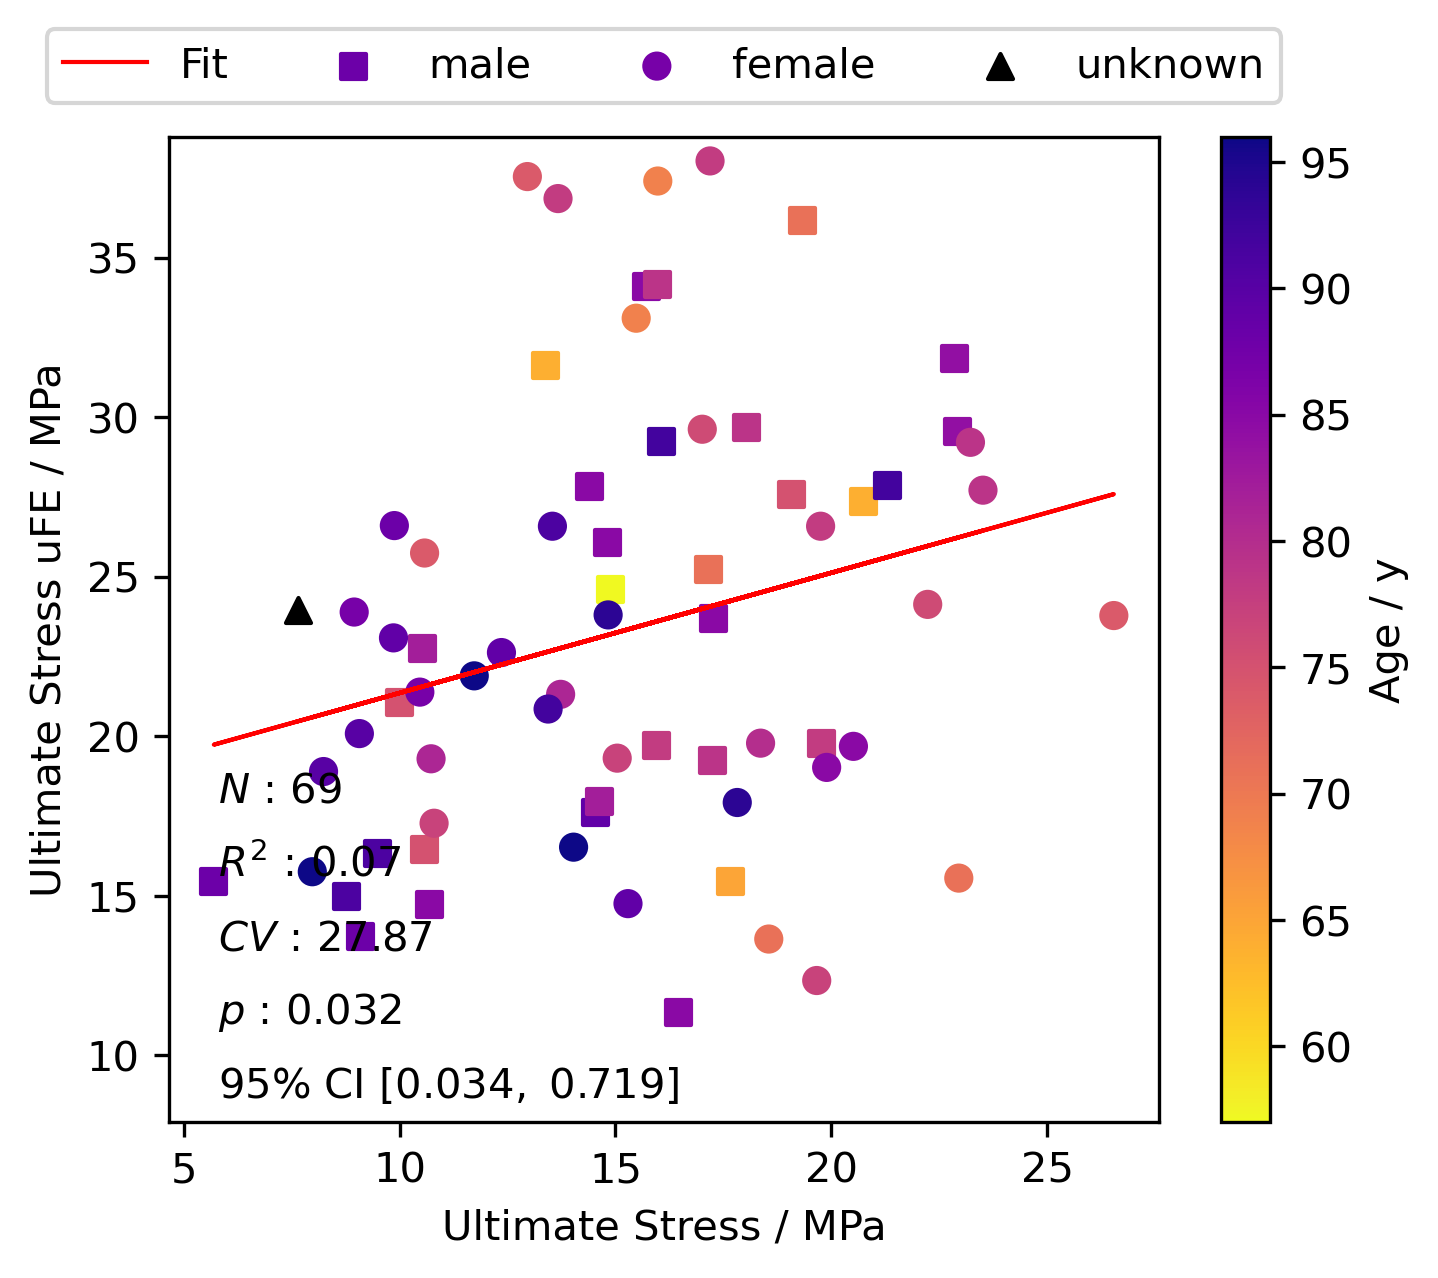 Fit male female unknown
Ultimate Stress uFE / MPa
35
30
25
20
15
10
N : 69
R² : 0.07
CV : 27.87
p : 0.032
95% CI [0.034, 0.719]
5 10 15 20 25
Ultimate Stress / MPa
95
90
85
80
75
70
65
60
Age / y